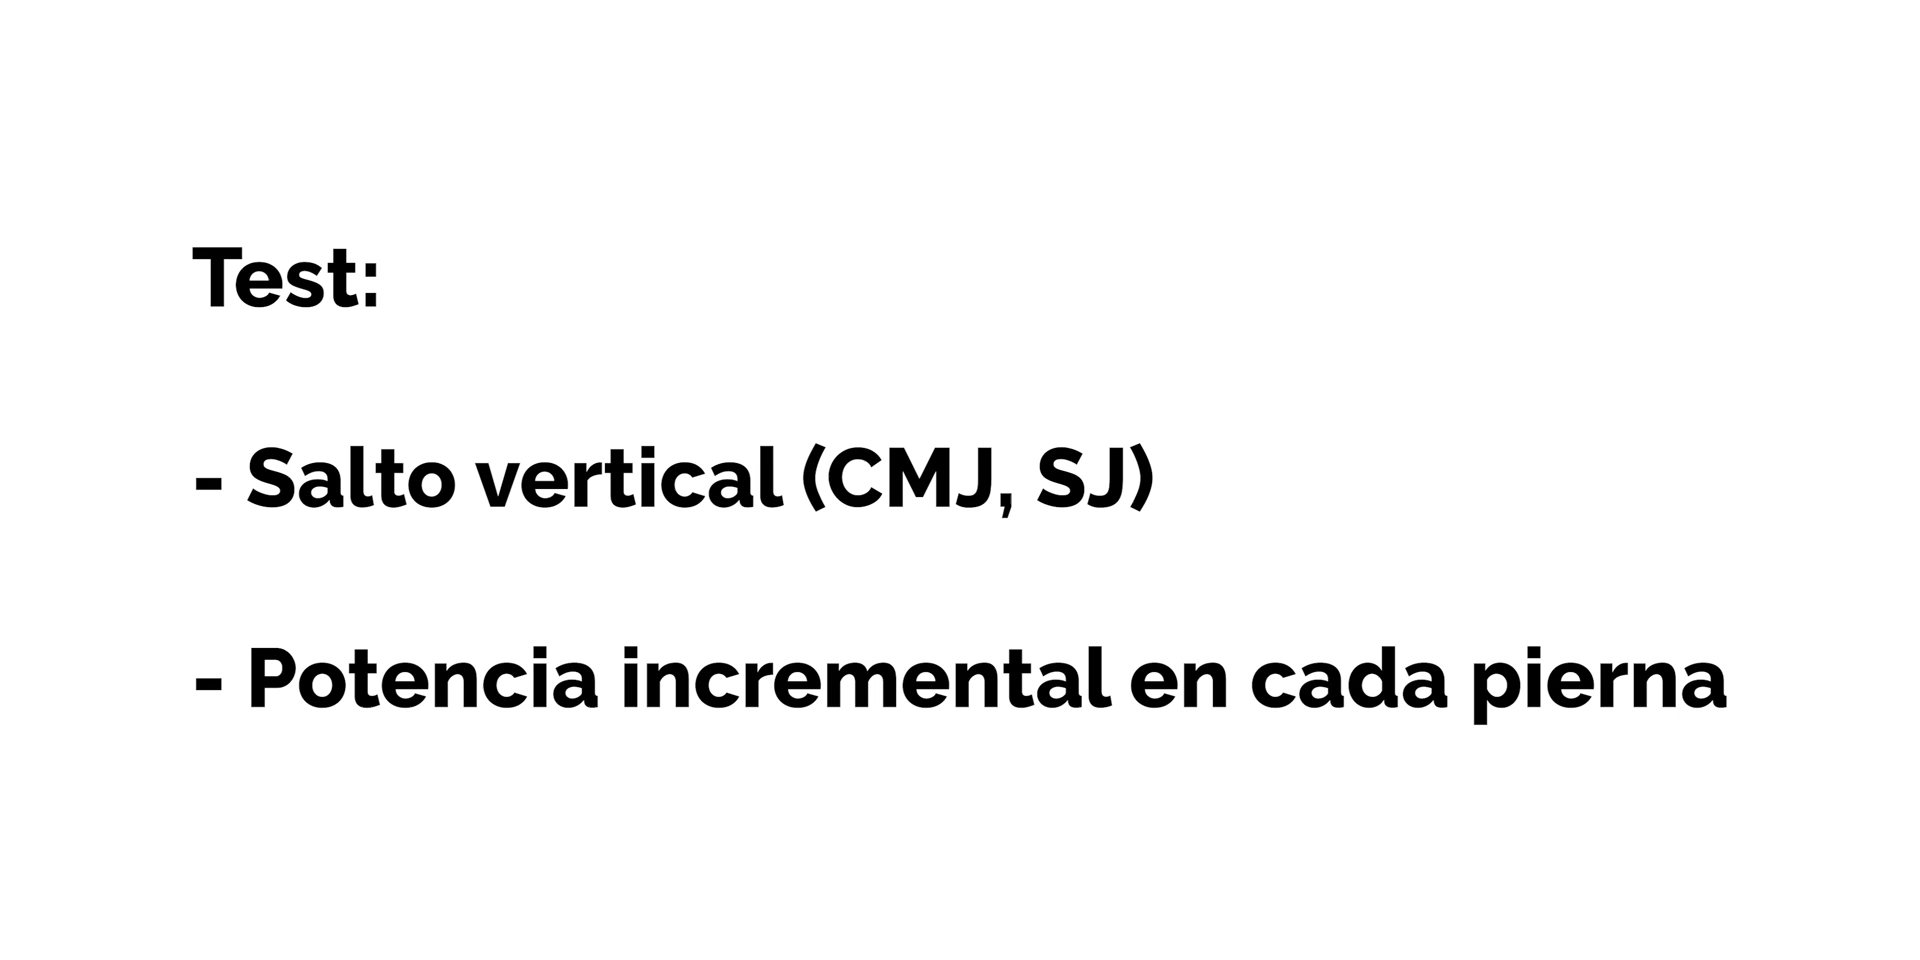 Test:
- Salto vertical (CMJ, SJ)
- Potencia incremental en cada pierna